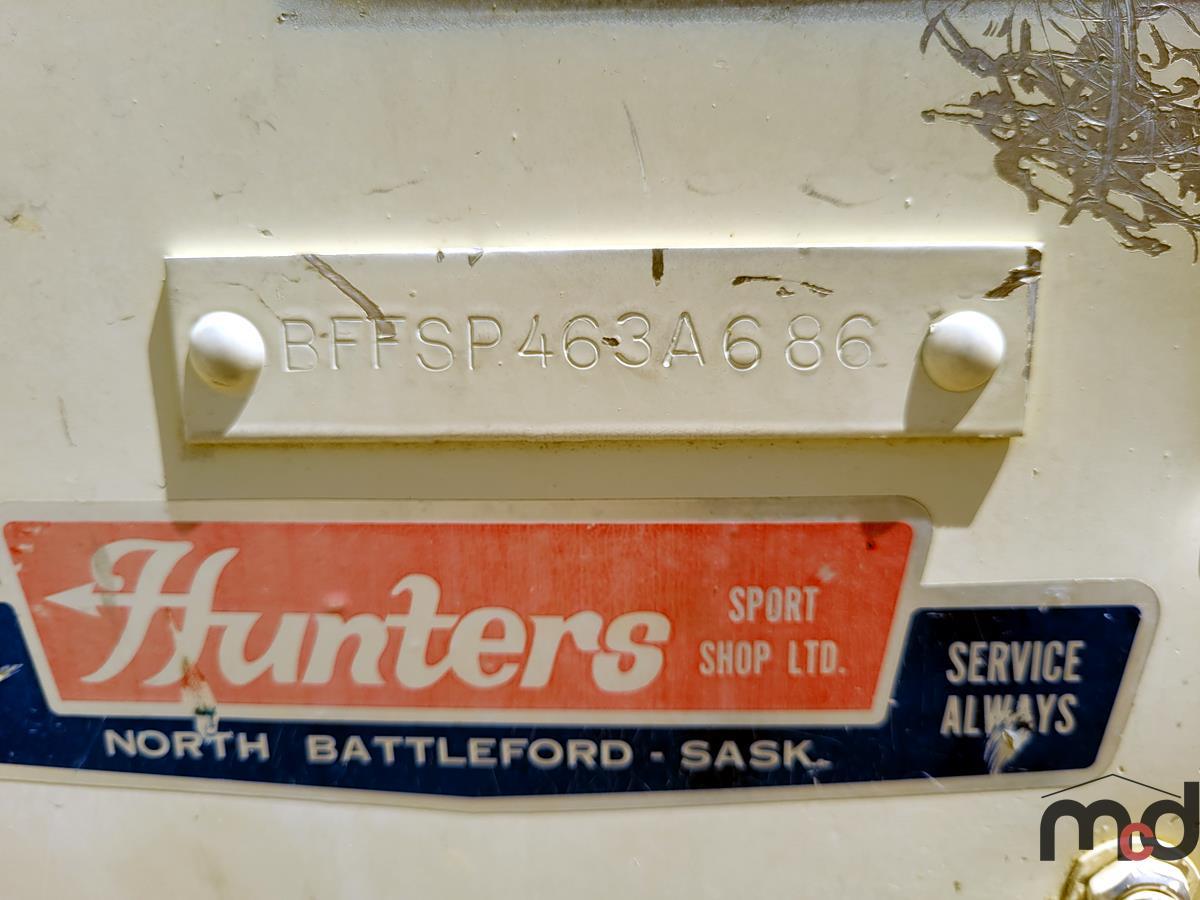 BFFSP463A686
Hunters
SPORT
SHOP LTD.
SERVICE
ALWAYS
NORTH BATTLEFORD - SASK.
mcd